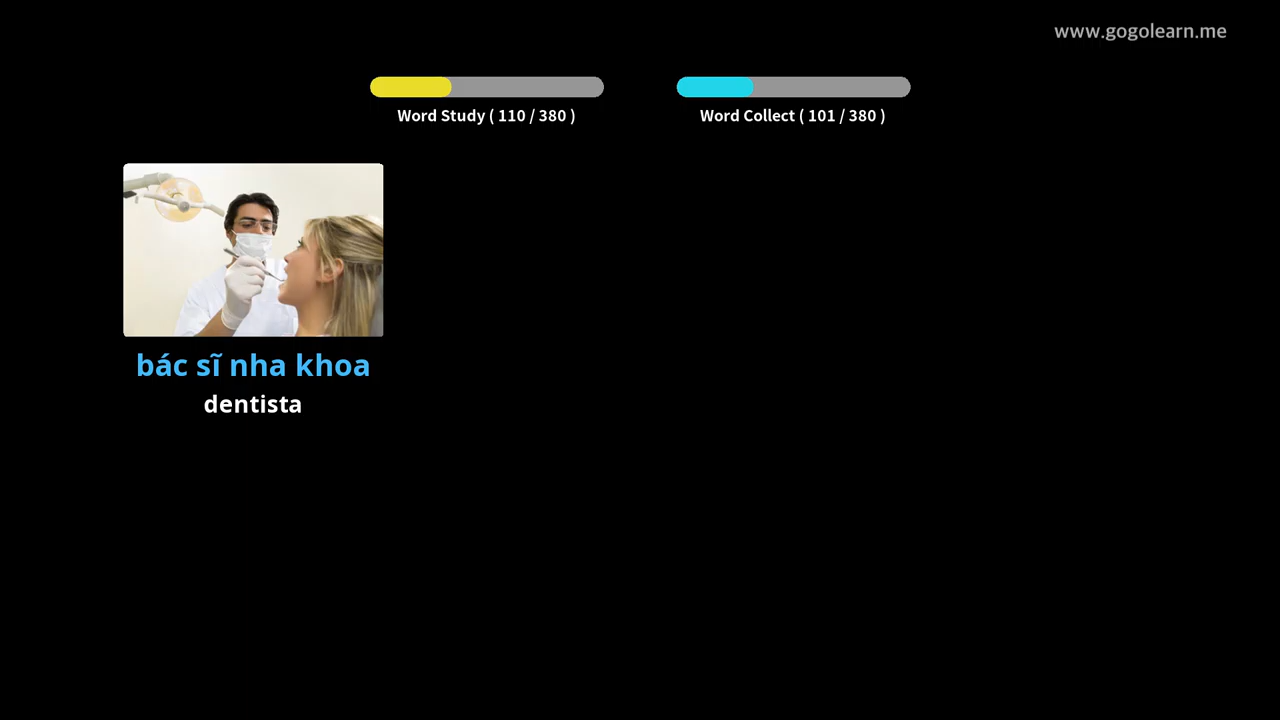 www.gogolearn.me
Word Study ( 110 / 380 )
Word Collect ( 101 / 380 )
bác sĩ nha khoa
dentista